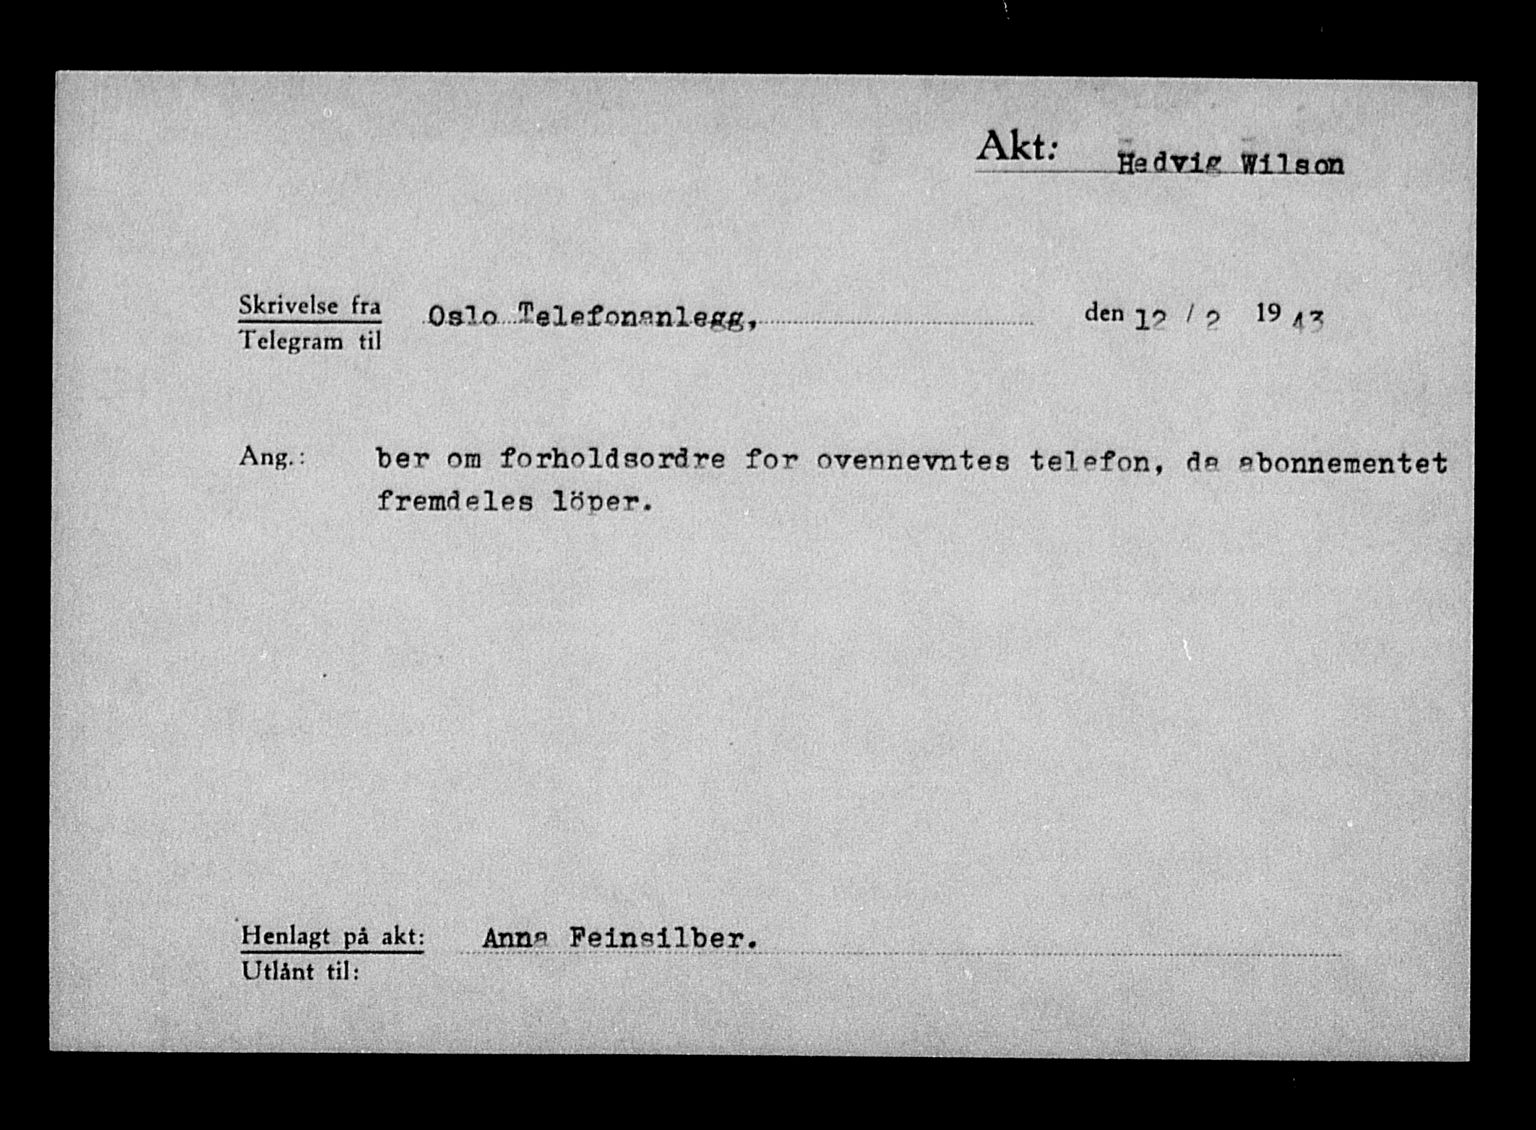 Akt: Hedvig Wilson
Skrivelse fra Oslo Telefonanlegg, den 12 / 2 1943
Telegram til
Ang.: ber om forholdsordre for ovennevntes telefon, da abonnementet
fremdeles löper.
Henlagt på akt: Anna Feinsilber.
Utlånt til: